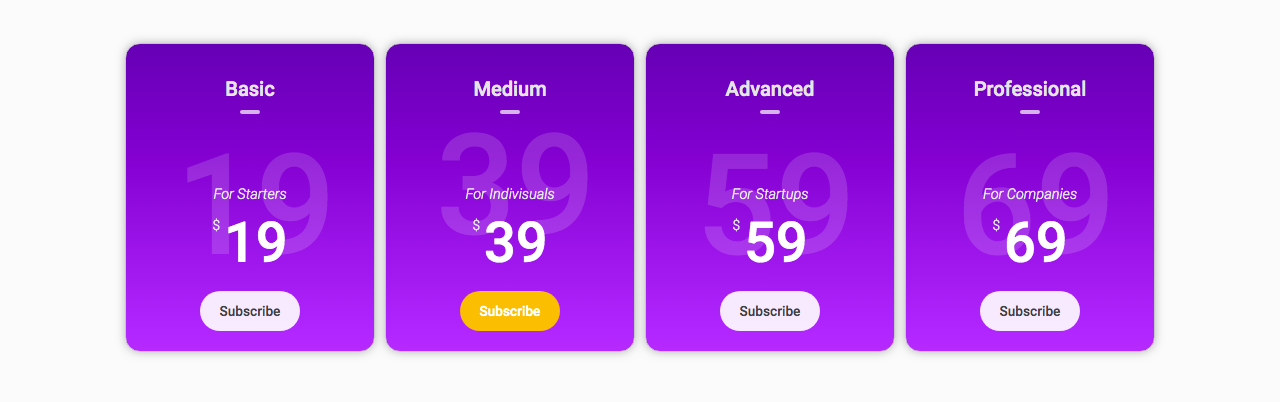 Basic
19
For Starters
$ 19
Subscribe
Medium
39
For Indivisuals
$ 39
Subscribe
Advanced
59
For Startups
$ 59
Subscribe
Professional
69
For Companies
$ 69
Subscribe